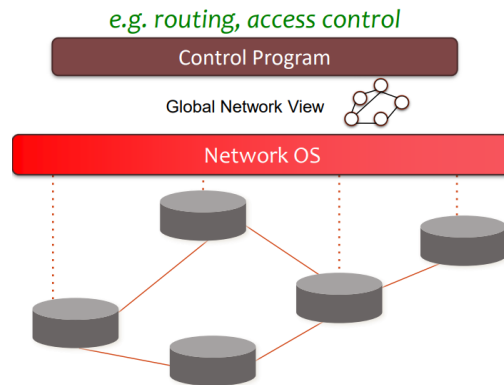 e.g. routing, access control
Control Program
Global Network View
Network OS